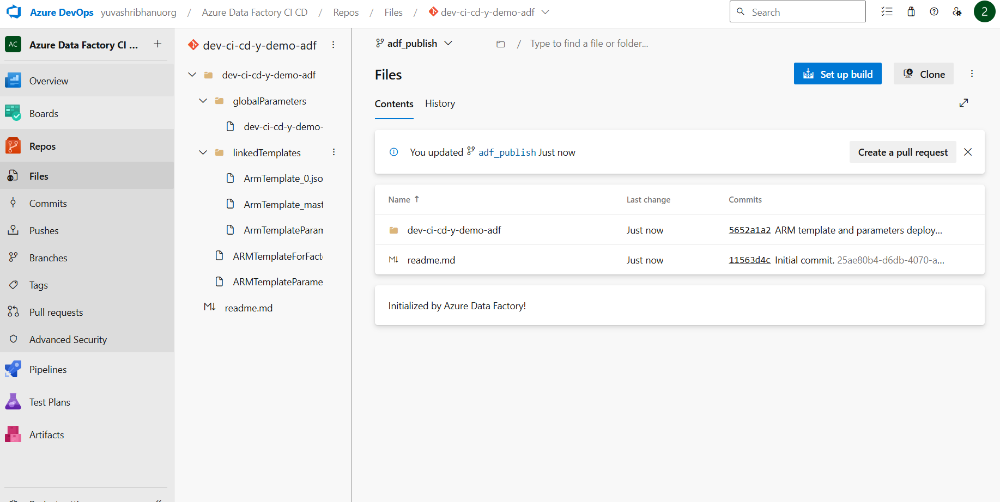 Azure DevOps yuvashribhanuorg / Azure Data Factory CI CD / Repos / Files / dev-ci-cd-y-demo-adf
Search
2
AC Azure Data Factory CI ...
Overview
Boards
Repos
Files
Commits
Pushes
Branches
Tags
Pull requests
Advanced Security
Pipelines
Test Plans
Artifacts
dev-ci-cd-y-demo-adf
dev-ci-cd-y-demo-adf
globalParameters
dev-ci-cd-y-demo-
linkedTemplates
ArmTemplate_0.jso
ArmTemplate_mast
ArmTemplateParam
ARMTemplateForFacto
ARMTemplateParame
readme.md
adf_publish / Type to find a file or folder...
Files
Set up build
Clone
Contents History
You updated adf_publish Just now
Create a pull request
Name Last change Commits
dev-ci-cd-y-demo-adf Just now 5652a1a2 ARM template and parameters deploy...
readme.md Just now 11563d4c Initial commit. 25ae80b4-d6db-4070-a...
Initialized by Azure Data Factory!